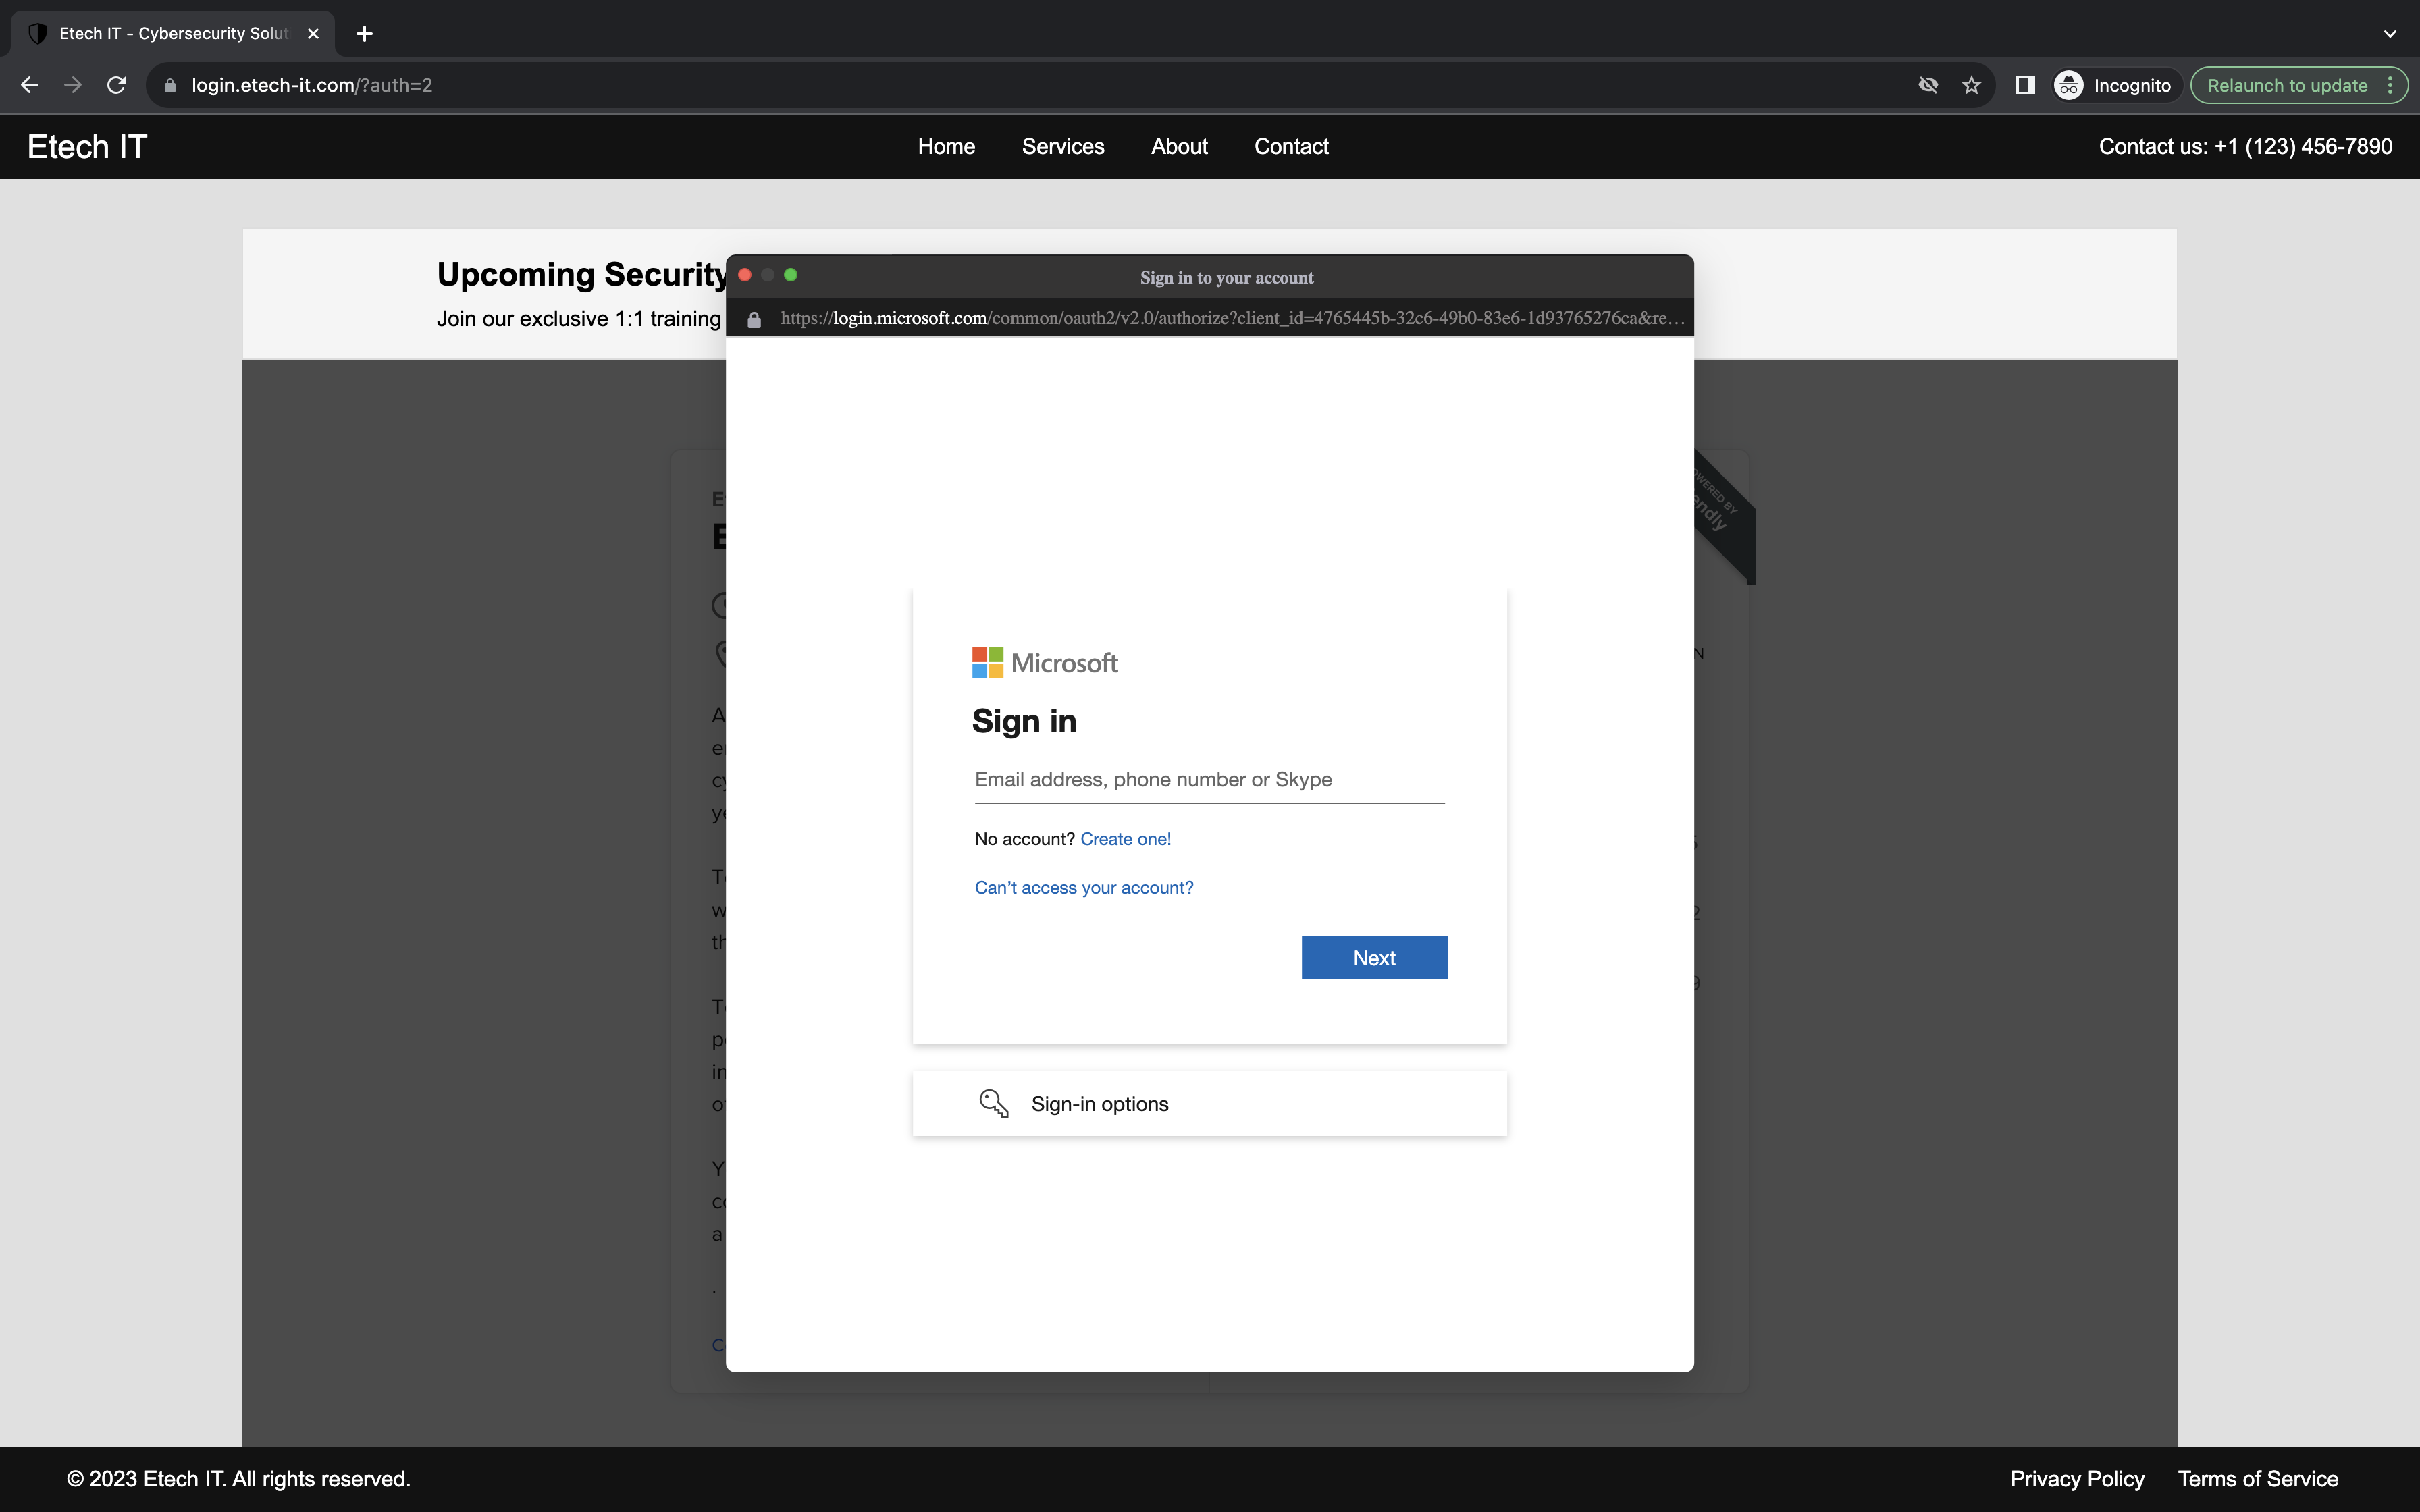 Etech IT - Cybersecurity Solut
login.etech-it.com/?auth=2
Incognito
Relaunch to update
Etech IT
Home
Services
About
Contact
Contact us: +1 (123) 456-7890
Upcoming Security
Join our exclusive 1:1 training
Sign in to your account
https://login.microsoft.com/common/oauth2/v2.0/authorize?client_id=4765445b-32c6-49b0-83e6-1d93765276ca&re...
Microsoft
Sign in
Email address, phone number or Skype
No account? Create one!
Can't access your account?
Next
Sign-in options
© 2023 Etech IT. All rights reserved.
Privacy Policy
Terms of Service